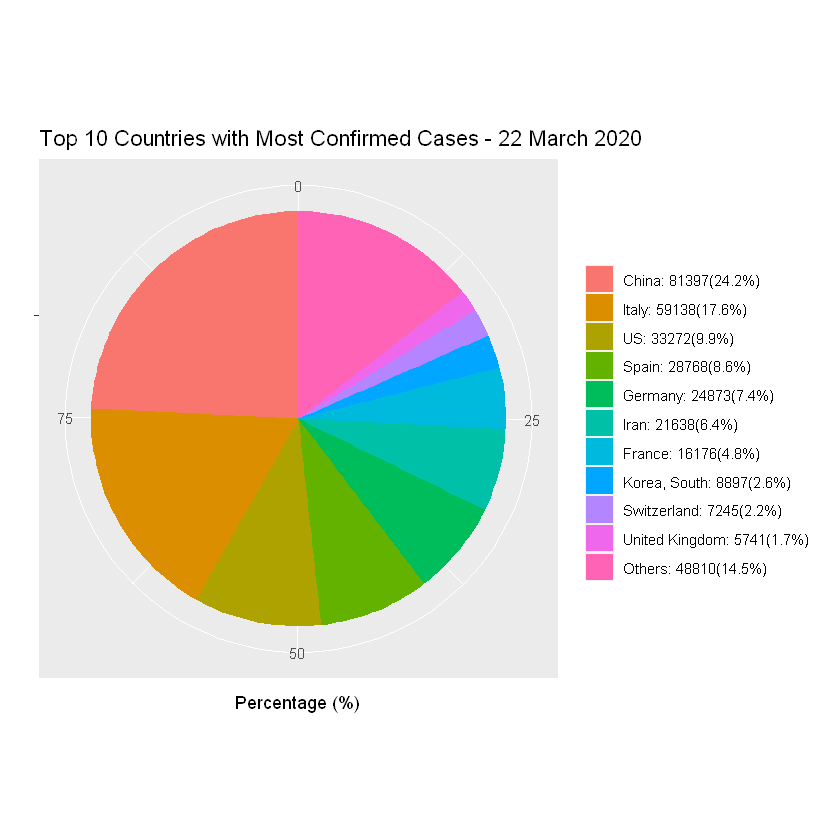 Top 10 Countries with Most Confirmed Cases - 22 March 2020
0
75
25
50
Percentage (%)
China: 81397(24.2%)
Italy: 59138(17.6%)
US: 33272(9.9%)
Spain: 28768(8.6%)
Germany: 24873(7.4%)
Iran: 21638(6.4%)
France: 16176(4.8%)
Korea, South: 8897(2.6%)
Switzerland: 7245(2.2%)
United Kingdom: 5741(1.7%)
Others: 48810(14.5%)